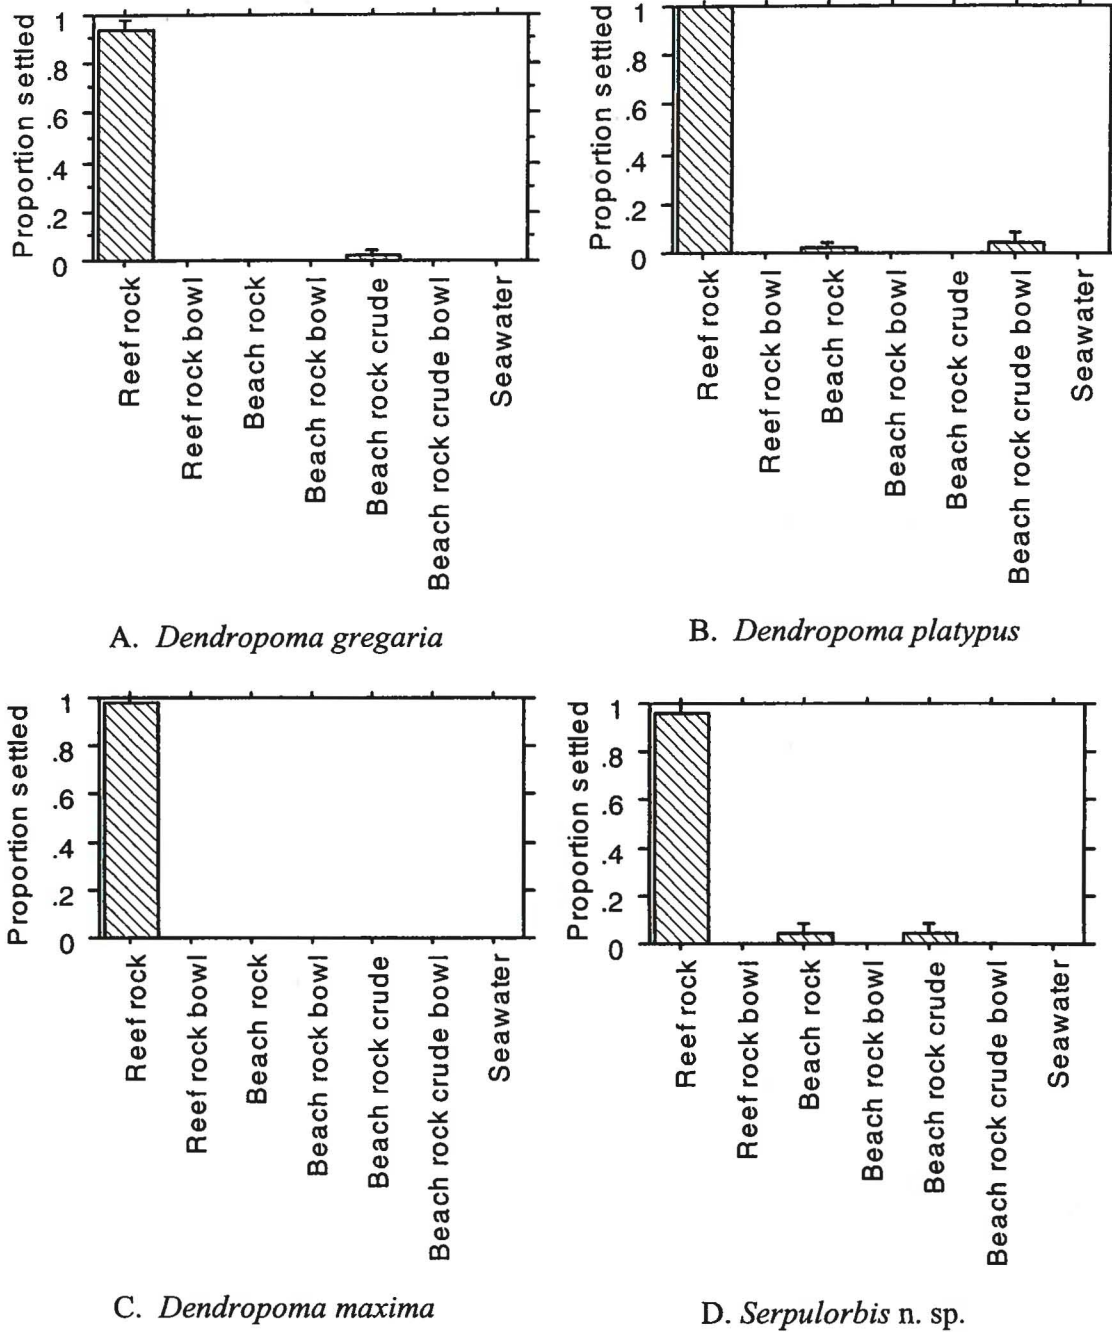 Proportion settled
1
.8
.6
.4
.2
0
Reef rock
Reef rock bowl
Beach rock
Beach rock bowl
Beach rock crude
Beach rock crude bowl
Seawater
A. Dendropoma gregaria
Proportion settled
1
.8
.6
.4
.2
0
Reef rock
Reef rock bowl
Beach rock
Beach rock bowl
Beach rock crude
Beach rock crude bowl
Seawater
B. Dendropoma platypus
Proportion settled
1
.8
.6
.4
.2
0
Reef rock
Reef rock bowl
Beach rock
Beach rock bowl
Beach rock crude
Beach rock crude bowl
Seawater
C. Dendropoma maxima
Proportion settled
1
.8
.6
.4
.2
0
Reef rock
Reef rock bowl
Beach rock
Beach rock bowl
Beach rock crude
Beach rock crude bowl
Seawater
D. Serpulorbis n. sp.